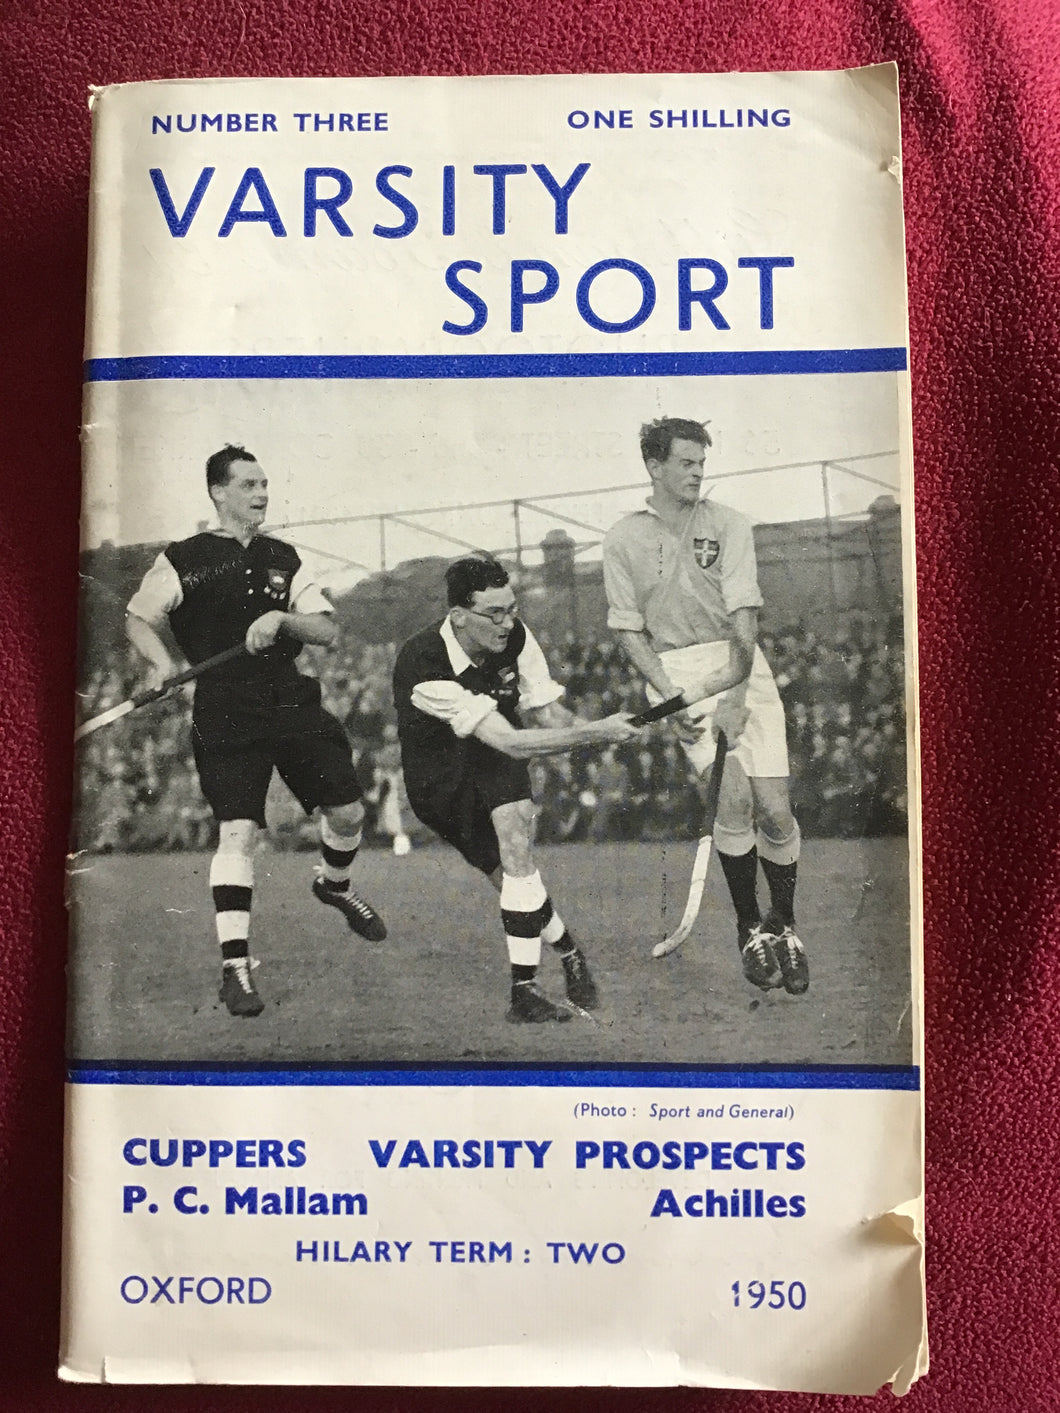 NUMBER THREE ONE SHILLING
VARSITY
SPORT
(Photo : Sport and General)
CUPPERS VARSITY PROSPECTS
P. C. Mallam Achilles
HILARY TERM : TWO
OXFORD 1950